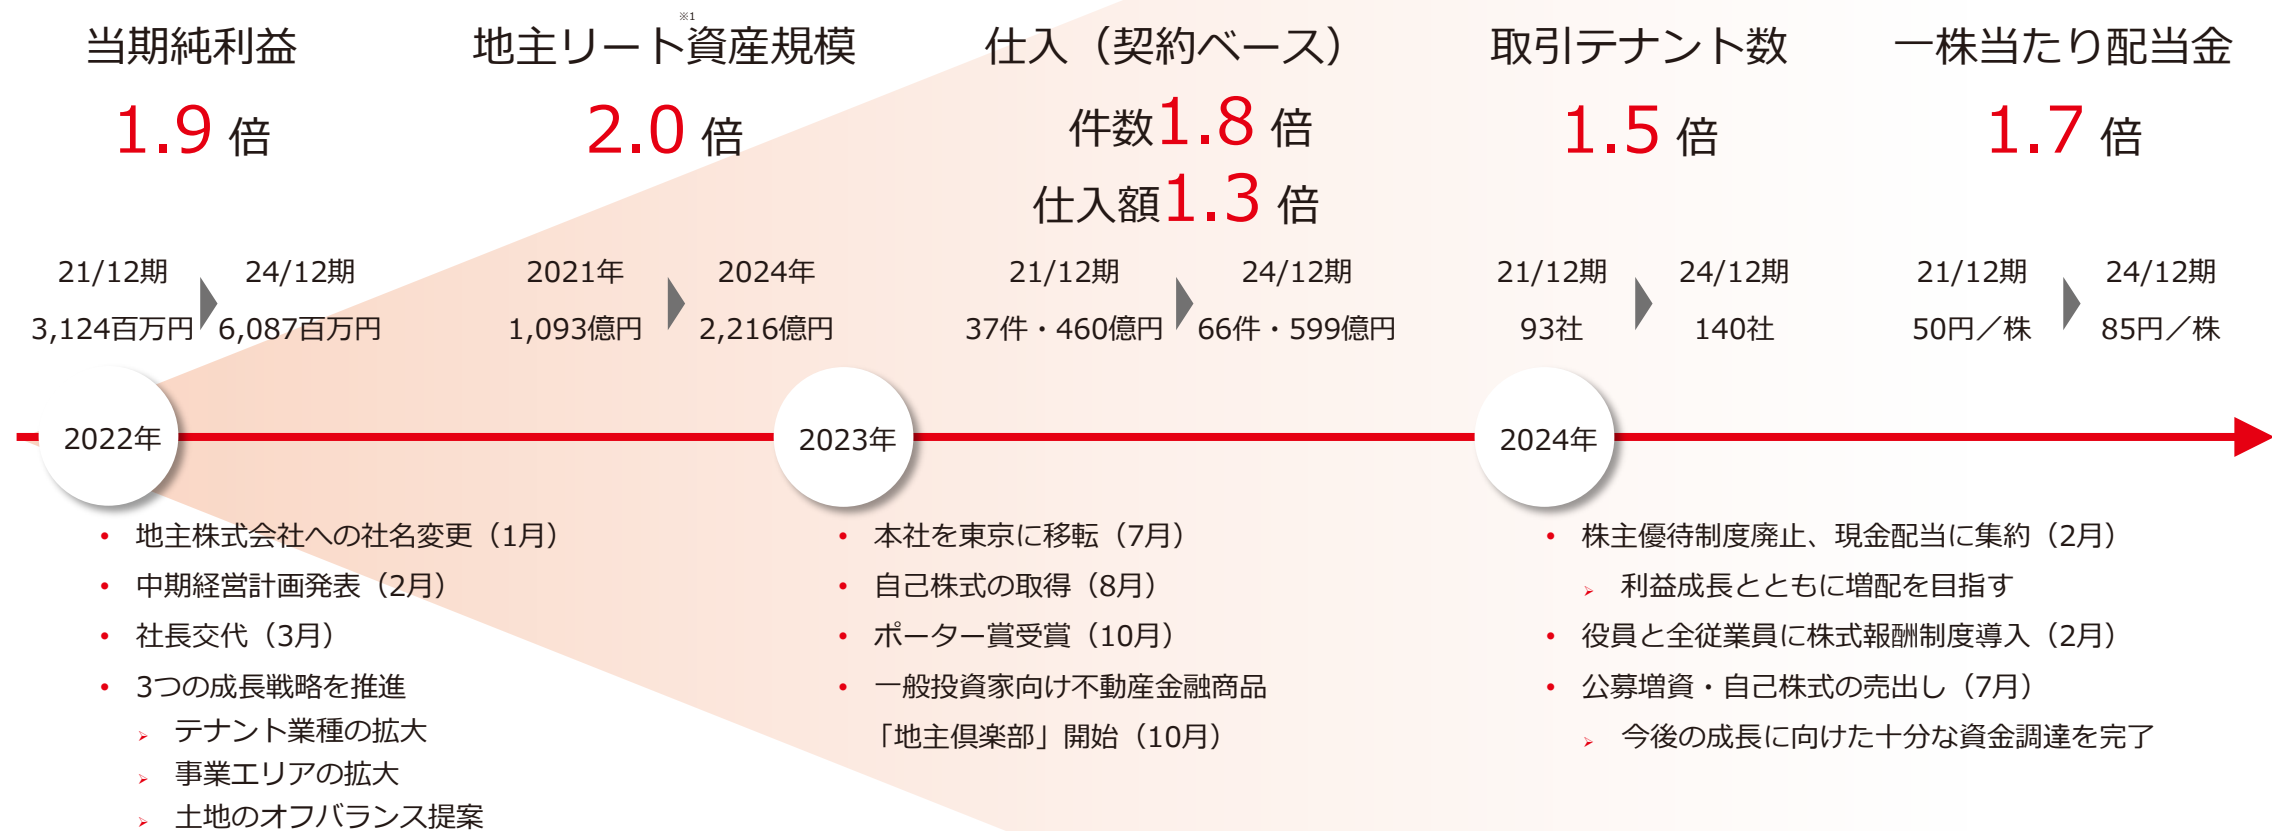 ※1
当期純利益
地主リート資産規模
仕入（契約ベース）
取引テナント数
一株当たり配当金
1.9 倍
2.0 倍
件数1.8 倍
仕入額1.3 倍
1.5 倍
1.7 倍
21/12期 24/12期
3,124百万円 6,087百万円
2021年 2024年
1,093億円 2,216億円
21/12期 24/12期
37件・460億円 66件・599億円
21/12期 24/12期
93社 140社
21/12期 24/12期
50円／株 85円／株
2022年
• 地主株式会社への社名変更（1月）
• 中期経営計画発表（2月）
• 社長交代（3月）
• 3つの成長戦略を推進
➢ テナント業種の拡大
➢ 事業エリアの拡大
➢ 土地のオフバランス提案
2023年
• 本社を東京に移転（7月）
• 自己株式の取得（8月）
• ポーター賞受賞（10月）
• 一般投資家向け不動産金融商品
「地主倶楽部」開始（10月）
2024年
• 株主優待制度廃止、現金配当に集約（2月）
➢ 利益成長とともに増配を目指す
• 役員と全従業員に株式報酬制度導入（2月）
• 公募増資・自己株式の売出し（7月）
➢ 今後の成長に向けた十分な資金調達を完了